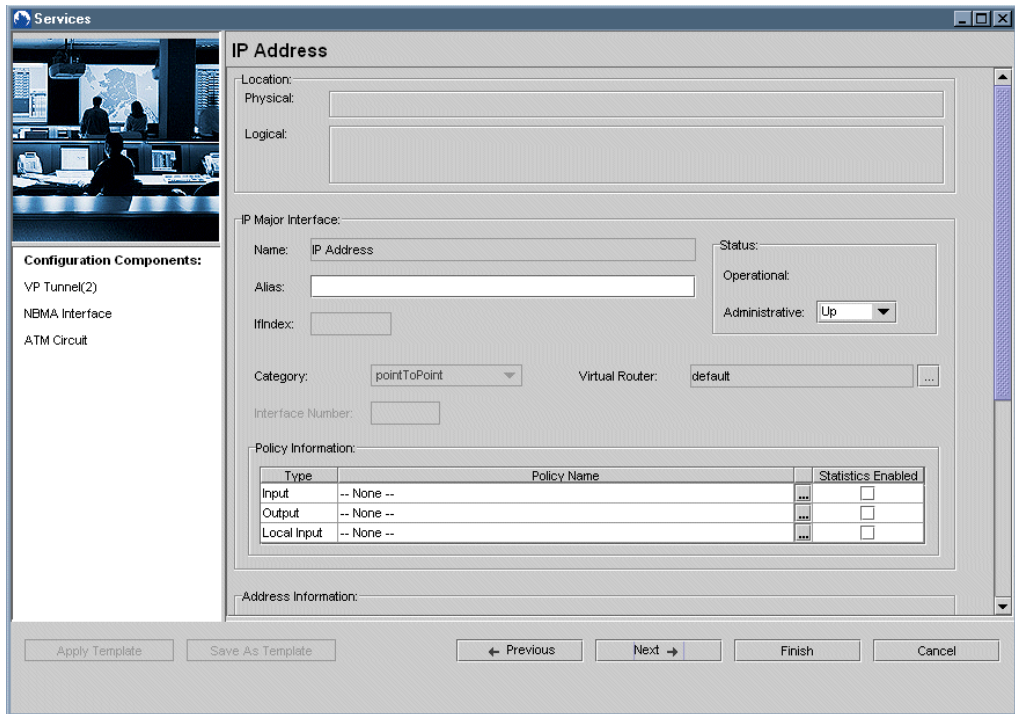 Services
IP Address
Location:
Physical:
Logical:
IP Major Interface:
Name: IP Address
Status:
Operational:
Alias:
Administrative: Up
IfIndex:
Category: pointToPoint Virtual Router: default ...
Interface Number:
Policy Information:
Type Policy Name Statistics Enabled
Input -- None -- ...
Output -- None -- ...
Local Input -- None -- ...
Address Information:
Configuration Components:
VP Tunnel(2)
NBMA Interface
ATM Circuit
Apply Template Save As Template Previous Next Finish Cancel